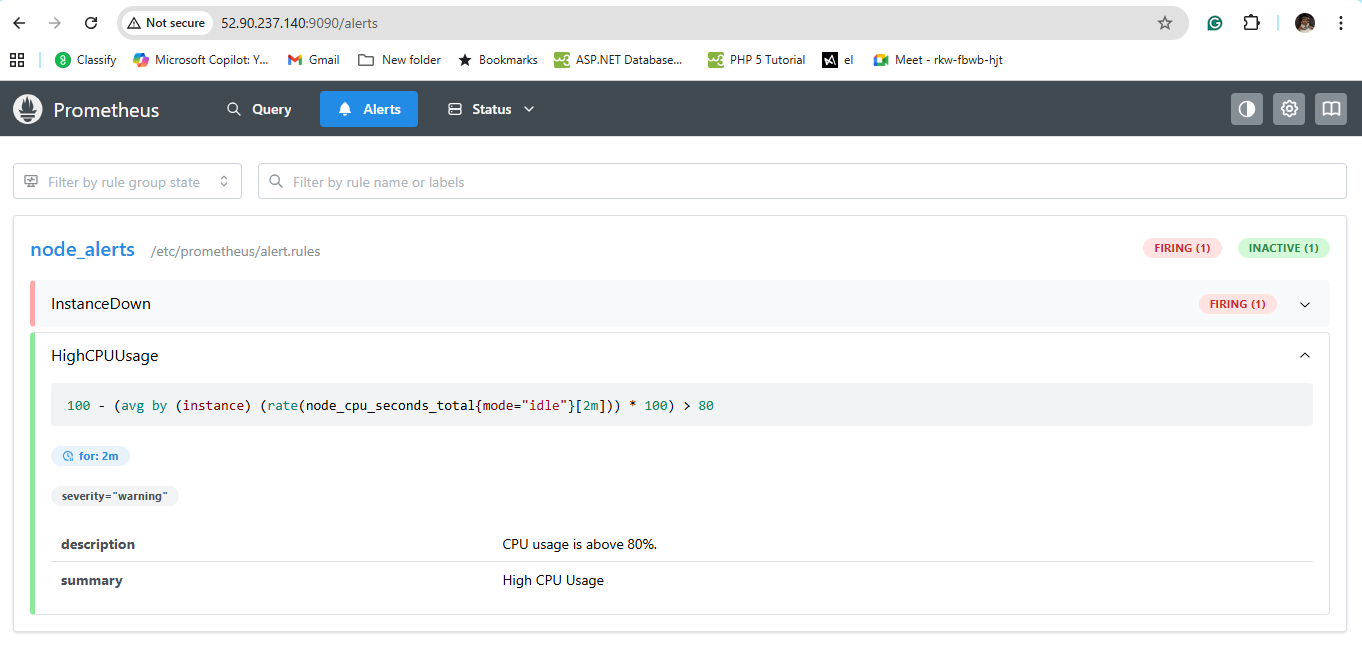 Not secure 52.90.237.140:9090/alerts
Classify Microsoft Copilot: Y... Gmail New folder Bookmarks ASP.NET Database... PHP 5 Tutorial el Meet - rkw-fbwb-hjt
Prometheus Query Alerts Status
Filter by rule group state Filter by rule name or labels
node_alerts /etc/prometheus/alert.rules FIRING (1) INACTIVE (1)
InstanceDown FIRING (1)
HighCPUUsage
100 - (avg by (instance) (rate(node_cpu_seconds_total{mode="idle"}[2m])) * 100) > 80
for: 2m
severity="warning"
description CPU usage is above 80%.
summary High CPU Usage